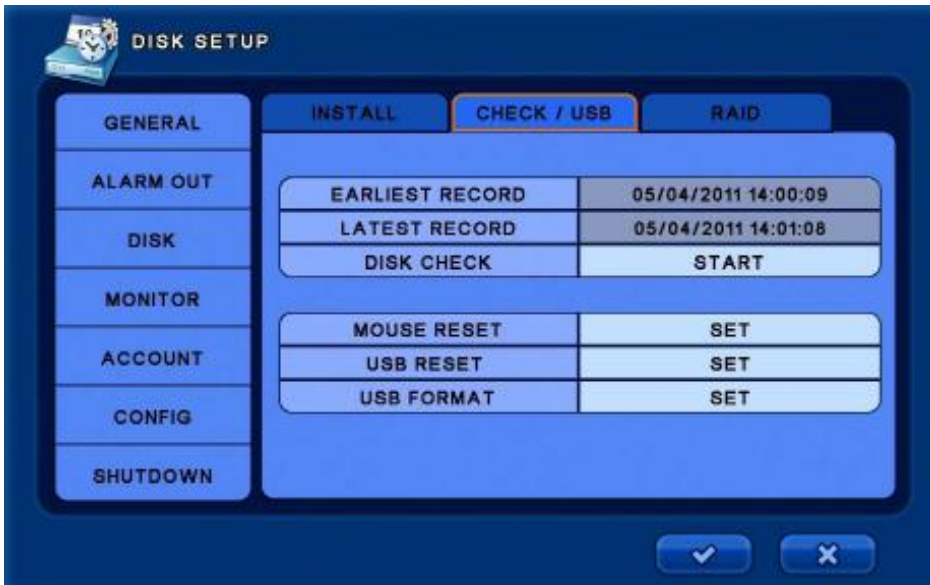 DISK SETUP
GENERAL
ALARM OUT
DISK
MONITOR
ACCOUNT
CONFIG
SHUTDOWN
INSTALL CHECK / USB RAID
EARLIEST RECORD 05/04/2011 14:00:09
LATEST RECORD 05/04/2011 14:01:08
DISK CHECK START
MOUSE RESET SET
USB RESET SET
USB FORMAT SET